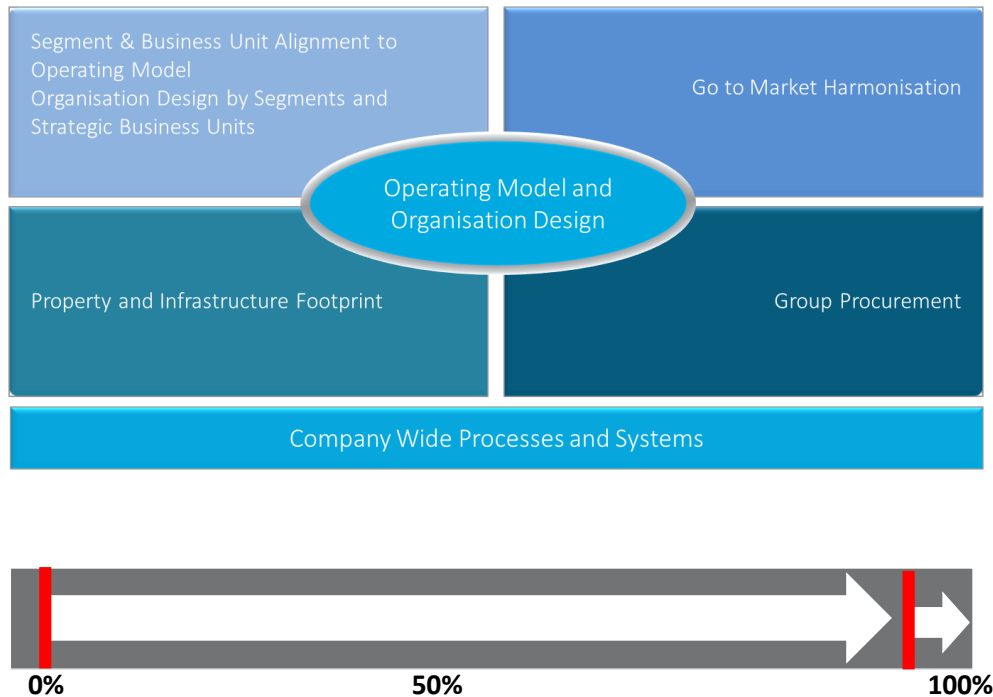 Segment & Business Unit Alignment to
Operating Model
Organisation Design by Segments and
Strategic Business Units
Go to Market Harmonisation
Operating Model and
Organisation Design
Property and Infrastructure Footprint
Group Procurement
Company Wide Processes and Systems
0%
50%
100%